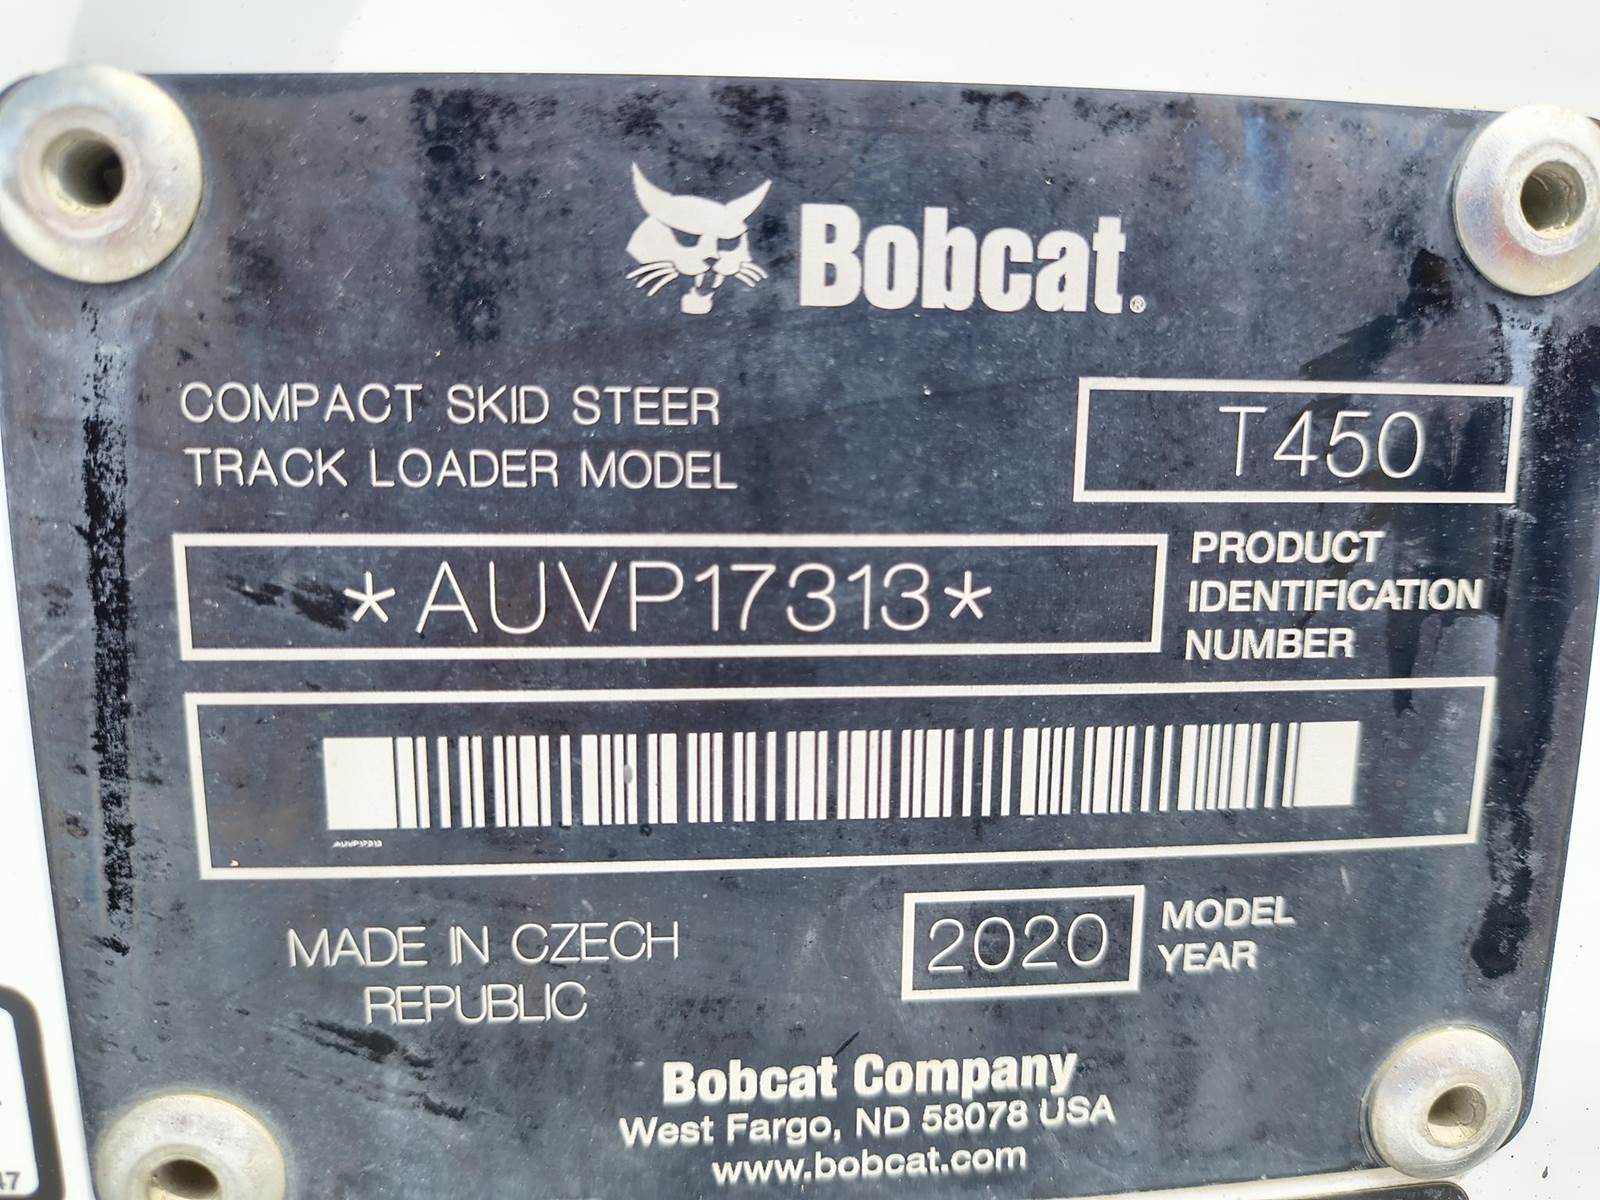 Bobcat®
COMPACT SKID STEER
TRACK LOADER MODEL
T450
*AUVP17313*
PRODUCT
IDENTIFICATION
NUMBER
AUVP17313
MADE IN CZECH
REPUBLIC
2020
MODEL
YEAR
Bobcat Company
West Fargo, ND 58078 USA
www.bobcat.com
47